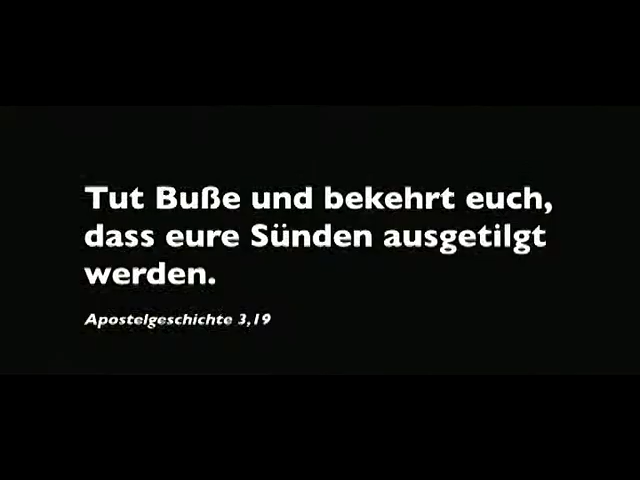 Tut Buße und bekehrt euch,
dass eure Sünden ausgetilgt
werden.
Apostelgeschichte 3,19